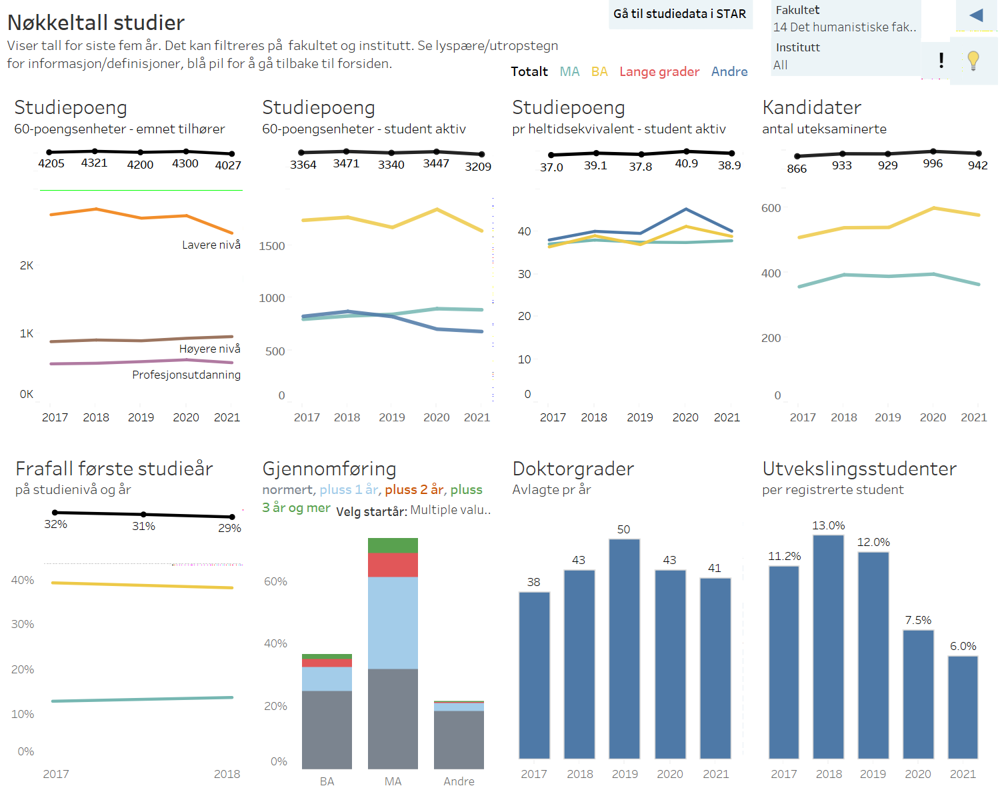 Nøkkeltall studier
Viser tall for siste fem år. Det kan filtreres på  fakultet og institutt. Se lyspære/utropstegn
for informasjon/definisjoner, blå pil for å gå tilbake til forsiden.
Gå til studiedata i STAR
Fakultet
14 Det humanistiske fak..
Institutt
All
!
Totalt MA BA Lange grader Andre
Studiepoeng
60-poengsenheter - emnet tilhører
4205 4321 4200 4300 4027
Lavere nivå
2K
1K
Høyere nivå
Profesjonsutdanning
0K
2017 2018 2019 2020 2021
Studiepoeng
60-poengsenheter - student aktiv
3364 3471 3340 3447 3209
1500
1000
500
0
2017 2018 2019 2020 2021
Studiepoeng
pr heltidsekvivalent - student aktiv
37.0 39.1 37.8 40.9 38.9
40
30
20
10
0
2017 2018 2019 2020 2021
Kandidater
antal uteksaminerte
866 933 929 996 942
600
400
200
0
2017 2018 2019 2020 2021
Frafall første studieår
på studienivå og år
32% 31% 29%
40%
30%
20%
10%
0%
2017 2018
Gjennomføring
normert, pluss 1 år, pluss 2 år, pluss
3 år og mer Velg startår: Multiple valu..
60%
40%
20%
0%
BA MA Andre
Doktorgrader
Avlagte pr år
38 43 50 43 41
2017 2018 2019 2020 2021
Utvekslingsstudenter
per registrerte student
11.2% 13.0% 12.0% 7.5% 6.0%
2017 2018 2019 2020 2021